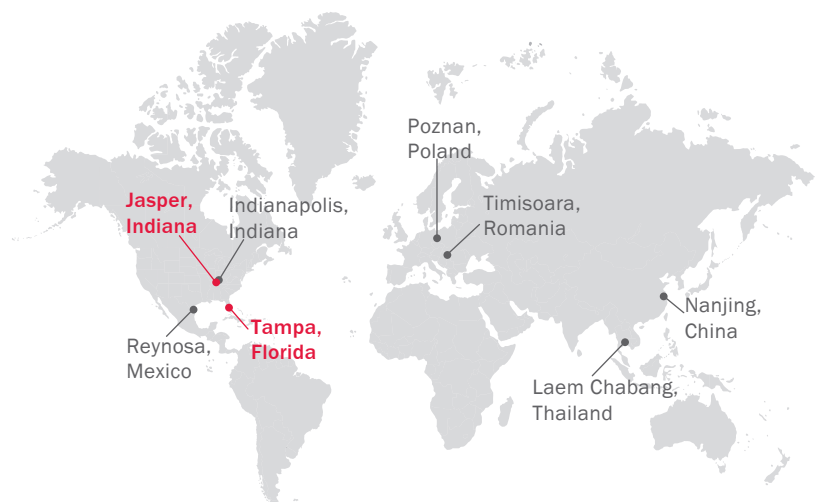 Poznan,
Poland
Jasper,
Indiana
Indianapolis,
Indiana
Timisoara,
Romania
Tampa,
Florida
Reynosa,
Mexico
Nanjing,
China
Laem Chabang,
Thailand